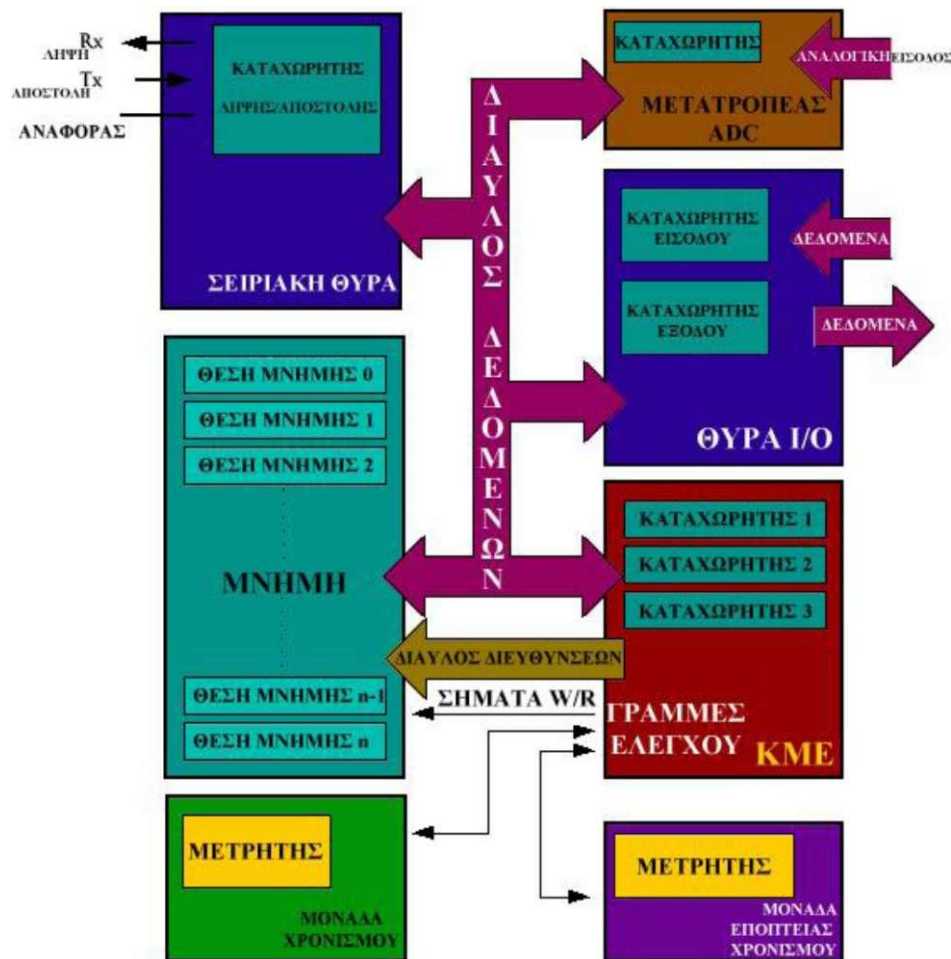 Rx
ΛΗΨΗ
Tx
ΑΠΟΣΤΟΛΗ
ΑΝΑΦΟΡΑΣ
ΚΑΤΑΧΩΡΗΤΗΣ
ΛΗΨΗΣ/ΑΠΟΣΤΟΛΗΣ
ΣΕΙΡΙΑΚΗ ΘΥΡΑ
ΔΙΑΥΛΟΣ ΔΕΔΟΜΕΝΩΝ
ΚΑΤΑΧΩΡΗΤΗΣ
ΑΝΑΛΟΓΙΚΗ ΕΙΣΟΔΟΣ
ΜΕΤΑΤΡΟΠΕΑΣ
ADC
ΚΑΤΑΧΩΡΗΤΗΣ
ΕΙΣΟΔΟΥ
ΔΕΔΟΜΕΝΑ
ΚΑΤΑΧΩΡΗΤΗΣ
ΕΞΟΔΟΥ
ΔΕΔΟΜΕΝΑ
ΘΥΡΑ I/O
ΘΕΣΗ ΜΝΗΜΗΣ 0
ΘΕΣΗ ΜΝΗΜΗΣ 1
ΘΕΣΗ ΜΝΗΜΗΣ 2
ΜΝΗΜΗ
ΘΕΣΗ ΜΝΗΜΗΣ n-1
ΘΕΣΗ ΜΝΗΜΗΣ n
ΚΑΤΑΧΩΡΗΤΗΣ 1
ΚΑΤΑΧΩΡΗΤΗΣ 2
ΚΑΤΑΧΩΡΗΤΗΣ 3
ΔΙΑΥΛΟΣ ΔΙΕΥΘΥΝΣΕΩΝ
ΣΗΜΑΤΑ W/R
ΓΡΑΜΜΕΣ
ΕΛΕΓΧΟΥ
ΚΜΕ
ΜΕΤΡΗΤΗΣ
ΜΟΝΑΔΑ
ΧΡΟΝΙΣΜΟΥ
ΜΕΤΡΗΤΗΣ
ΜΟΝΑΔΑ
ΕΠΟΠΤΕΙΑΣ
ΧΡΟΝΙΣΜΟΥ